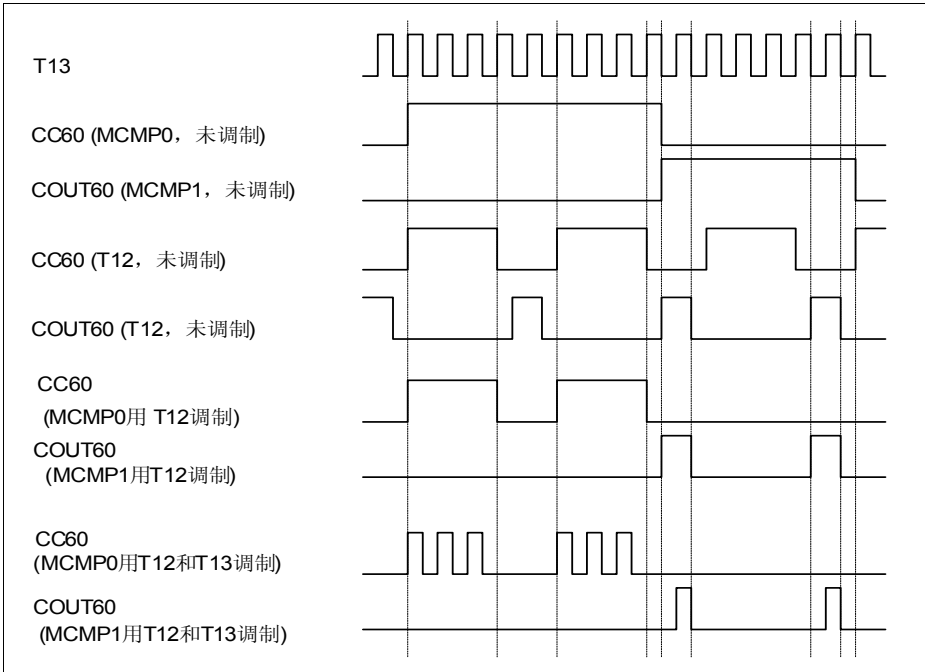 T13
CC60 (MCMP0，未调制)
COUT60 (MCMP1，未调制)
CC60 (T12，未调制)
COUT60 (T12，未调制)
CC60
(MCMP0用 T12调制)
COUT60
(MCMP1用T12调制)
CC60
(MCMP0用T12和T13调制)
COUT60
(MCMP1用T12和T13调制)